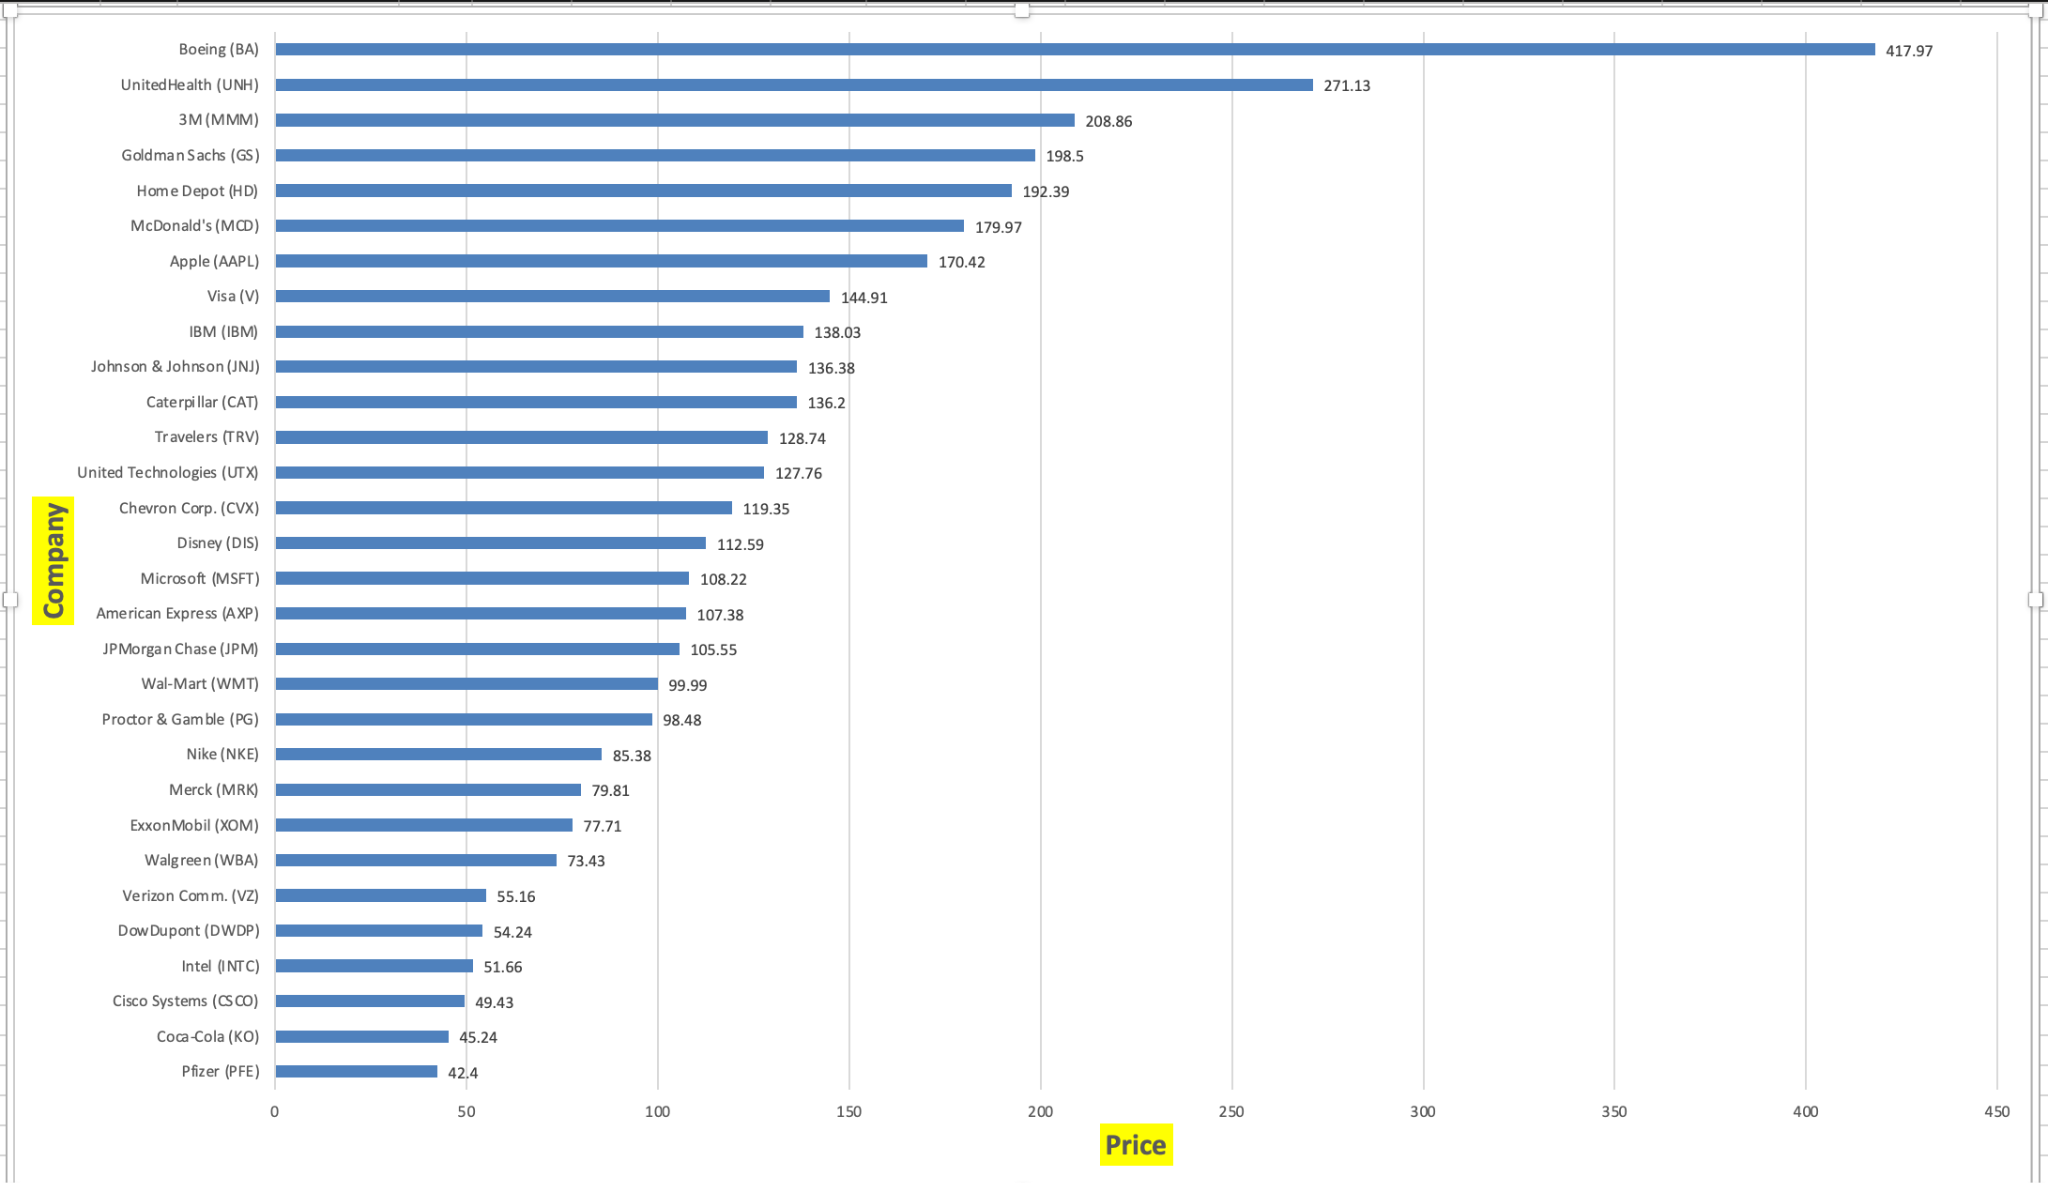 Boeing (BA) 417.97
UnitedHealth (UNH) 271.13
3M (MMM) 208.86
Goldman Sachs (GS) 198.5
Home Depot (HD) 192.39
McDonald's (MCD) 179.97
Apple (AAPL) 170.42
Visa (V) 144.91
IBM (IBM) 138.03
Johnson & Johnson (JNJ) 136.38
Caterpillar (CAT) 136.2
Travelers (TRV) 128.74
United Technologies (UTX) 127.76
Chevron Corp. (CVX) 119.35
Disney (DIS) 112.59
Microsoft (MSFT) 108.22
American Express (AXP) 107.38
JPMorgan Chase (JPM) 105.55
Wal-Mart (WMT) 99.99
Proctor & Gamble (PG) 98.48
Nike (NKE) 85.38
Merck (MRK) 79.81
ExxonMobil (XOM) 77.71
Walgreen (WBA) 73.43
Verizon Comm. (VZ) 55.16
DowDupont (DWDP) 54.24
Intel (INTC) 51.66
Cisco Systems (CSCO) 49.43
Coca-Cola (KO) 45.24
Pfizer (PFE) 42.4
Company
0 50 100 150 200 250 300 350 400 450
Price